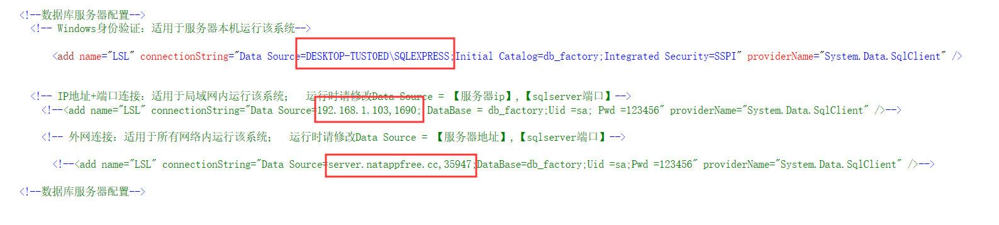 <!--数据库服务器配置-->
<!-- Windows身份验证：适用于服务器本机运行该系统-->
<add name="LSL" connectionString="Data Source=DESKTOP-TUSTOED\SQLEXPRESS;Initial Catalog=db_factory;Integrated Security=SSPI" providerName="System.Data.SqlClient" />
<!-- IP地址+端口连接：适用于局域网内运行该系统；  运行时请修改Data Source = 【服务器ip】,【sqlserver端口】-->
<!--<add name="LSL" connectionString="Data Source=192.168.1.103,1690; DataBase = db_factory;Uid =sa; Pwd =123456" providerName="System.Data.SqlClient" />-->
<!-- 外网连接：适用于所有网络内运行该系统；  运行时请修改Data Source = 【服务器地址】,【sqlserver端口】-->
<!--<add name="LSL" connectionString="Data Source=server.natappfree.cc,35947;DataBase=db_factory;Uid =sa;Pwd =123456" providerName="System.Data.SqlClient" />-->
<!--数据库服务器配置-->